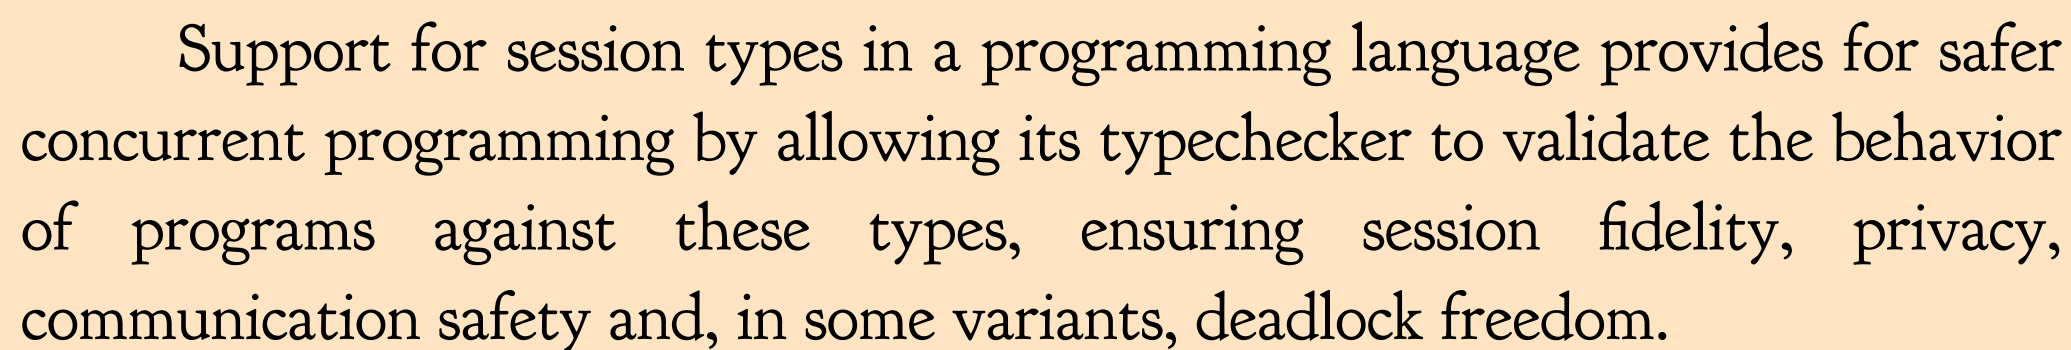 Support for session types in a programming language provides for safer
concurrent programming by allowing its typechecker to validate the behavior
of programs against these types, ensuring session fidelity, privacy,
communication safety and, in some variants, deadlock freedom.